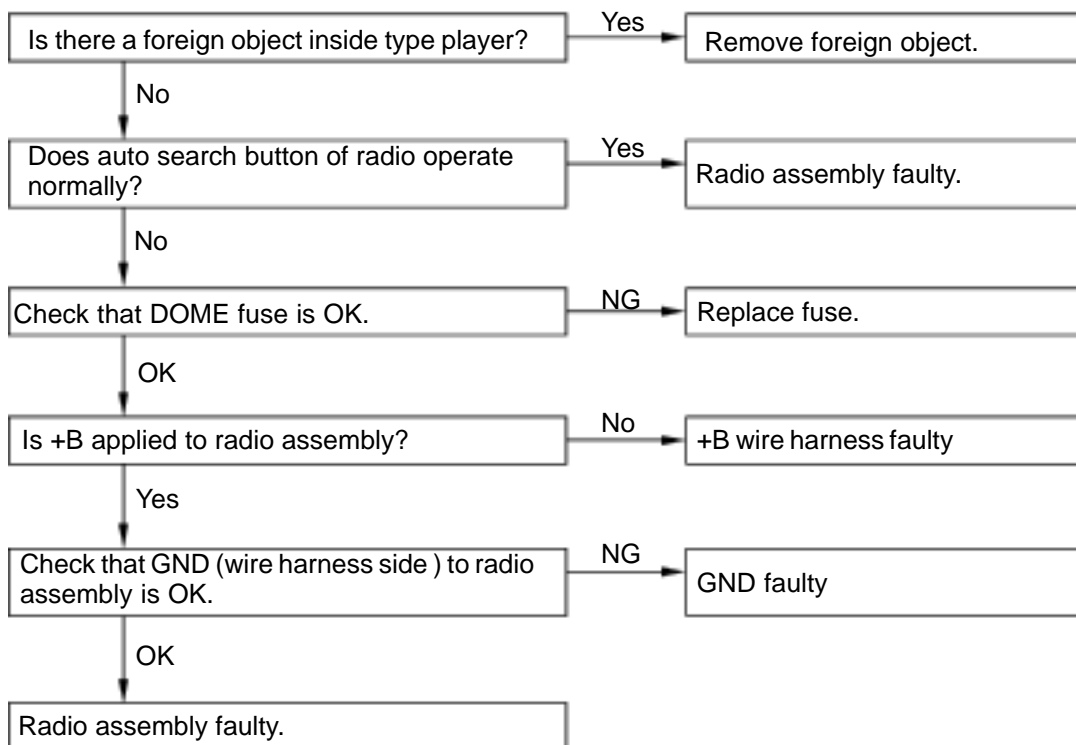 Is there a foreign object inside type player?
Yes
Remove foreign object.
No
Does auto search button of radio operate
normally?
Yes
Radio assembly faulty.
No
Check that DOME fuse is OK.
NG
Replace fuse.
OK
Is +B applied to radio assembly?
No
+B wire harness faulty
Yes
Check that GND (wire harness side ) to radio
assembly is OK.
NG
GND faulty
OK
Radio assembly faulty.